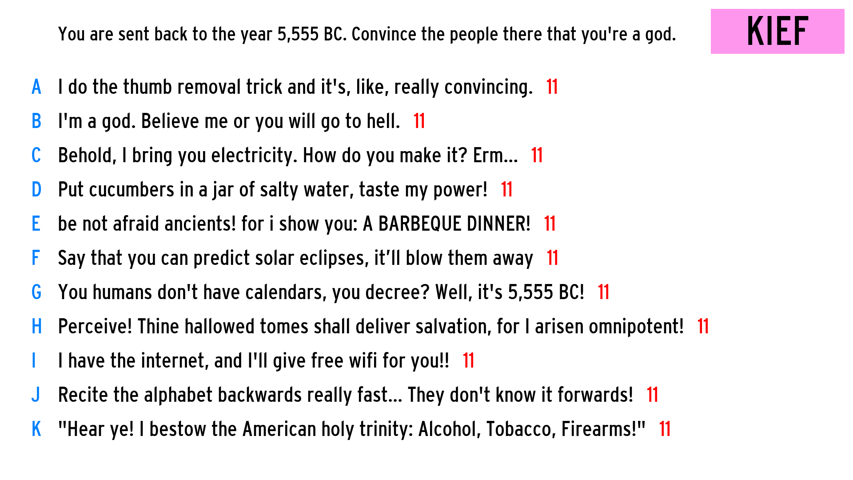 You are sent back to the year 5,555 BC. Convince the people there that you're a god.
KIEF
A I do the thumb removal trick and it's, like, really convincing. 11
B I'm a god. Believe me or you will go to hell. 11
C Behold, I bring you electricity. How do you make it? Erm... 11
D Put cucumbers in a jar of salty water, taste my power! 11
E be not afraid ancients! for i show you: A BARBEQUE DINNER! 11
F Say that you can predict solar eclipses, it’ll blow them away 11
G You humans don't have calendars, you decree? Well, it's 5,555 BC! 11
H Perceive! Thine hallowed tomes shall deliver salvation, for I arisen omnipotent! 11
I I have the internet, and I'll give free wifi for you!! 11
J Recite the alphabet backwards really fast... They don't know it forwards! 11
K "Hear ye! I bestow the American holy trinity: Alcohol, Tobacco, Firearms!" 11